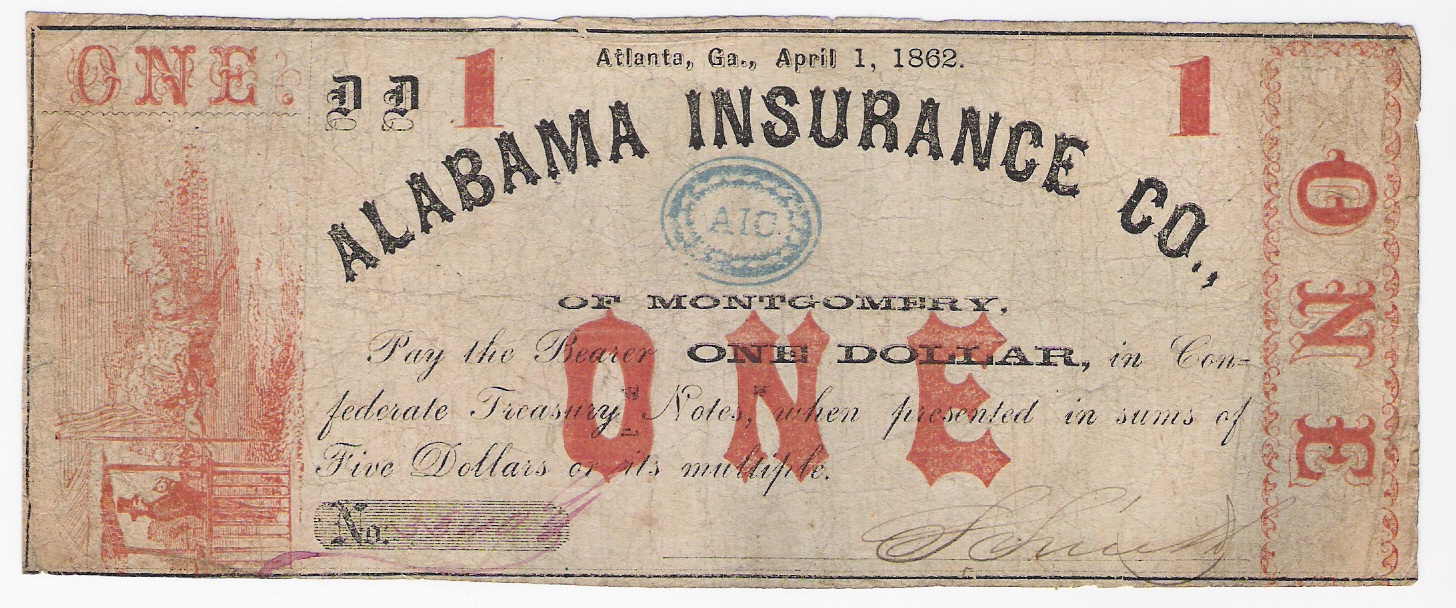 ONE.
D D
1
Atlanta, Ga., April 1, 1862.
1
ALABAMA INSURANCE CO.,
AIC
OF MONTGOMERY,
Pay the Bearer ONE DOLLAR, in Con=
federate Treasury Notes, when presented in sums of
Five Dollars or its multiple.
ONE
No.
ONE